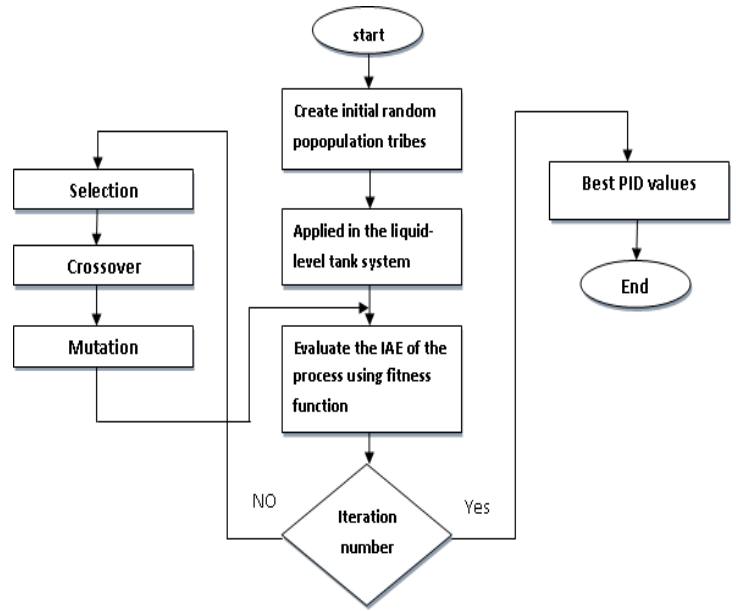 start
Create initial random
popopulation tribes
Applied in the liquid-
level tank system
Evaluate the IAE of the
process using fitness
function
Iteration
number
NO
Yes
Selection
Crossover
Mutation
Best PID values
End